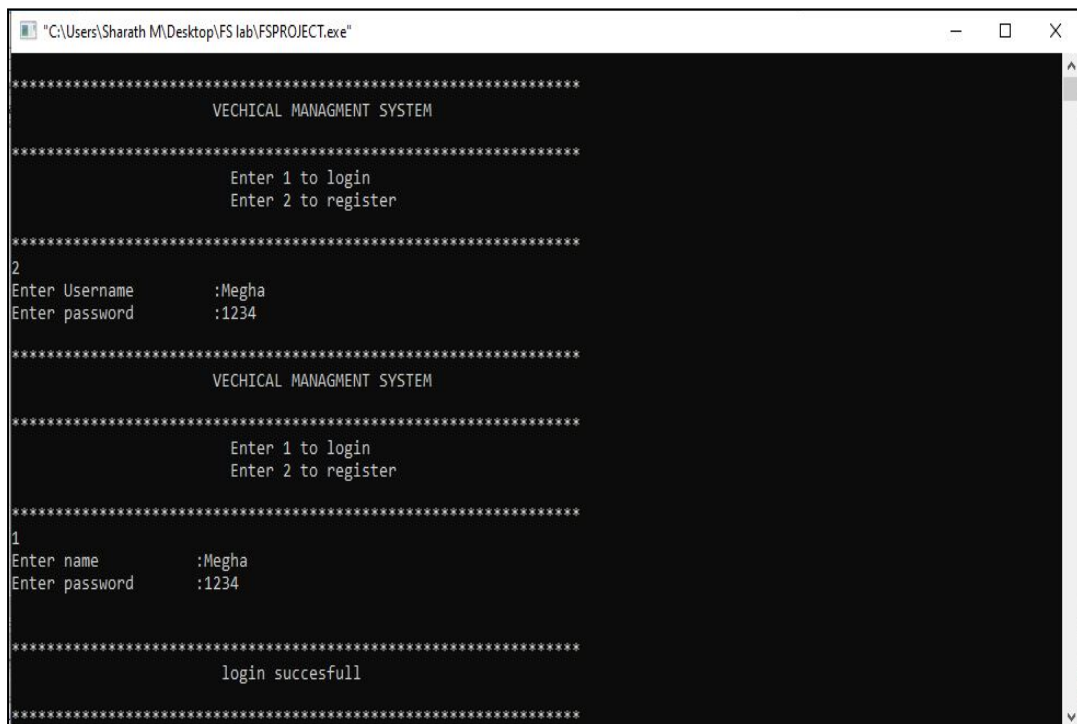 "C:\Users\Sharath M\Desktop\FS lab\FSPROJECT.exe"
*****************************************************************
VECHICAL MANAGMENT SYSTEM
*****************************************************************
Enter 1 to login
Enter 2 to register
*****************************************************************
2
Enter Username :Megha
Enter password :1234
*****************************************************************
VECHICAL MANAGMENT SYSTEM
*****************************************************************
Enter 1 to login
Enter 2 to register
*****************************************************************
1
Enter name :Megha
Enter password :1234
*****************************************************************
login succesfull
*****************************************************************